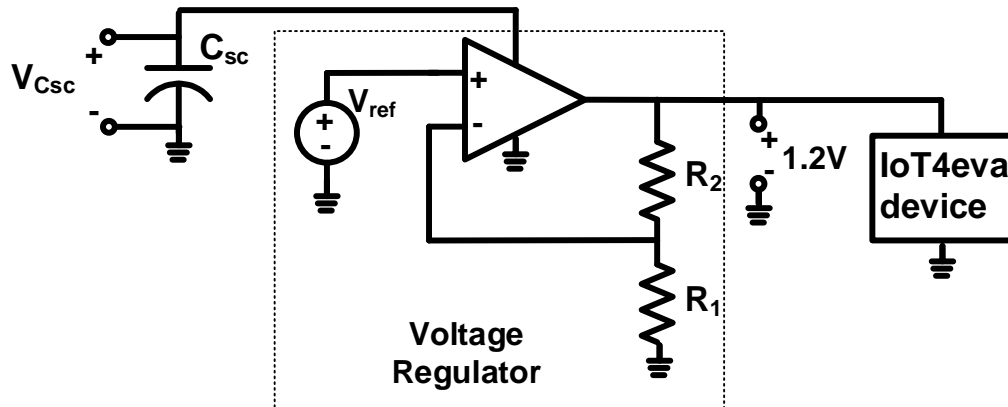 +
C_sc
V_Csc
-
V_ref
+
-
+
-
R_2
R_1
+
1.2V
-
IoT4eva
device
Voltage
Regulator